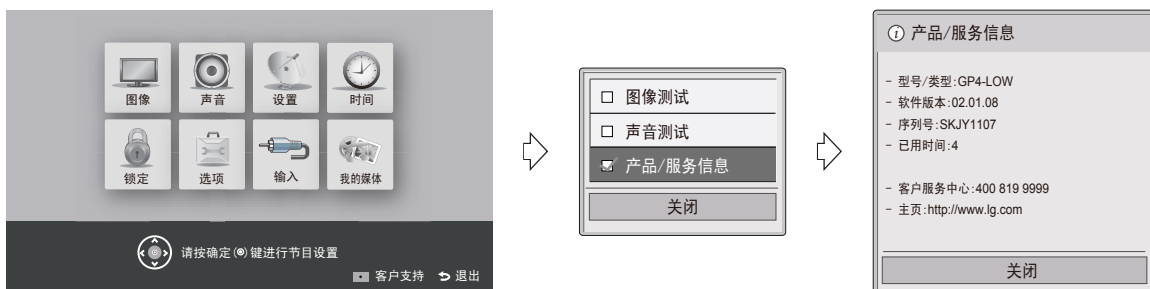 图像 声音 设置 时间
锁定 选项 输入 我的媒体
请按确定(◉)键进行节目设置
客户支持 退出
图像测试
声音测试
产品/服务信息
关闭
产品/服务信息
- 型号/类型:GP4-LOW
- 软件版本:02.01.08
- 序列号:SKJY1107
- 已用时间:4
- 客户服务中心:400 819 9999
- 主页:http://www.lg.com
关闭